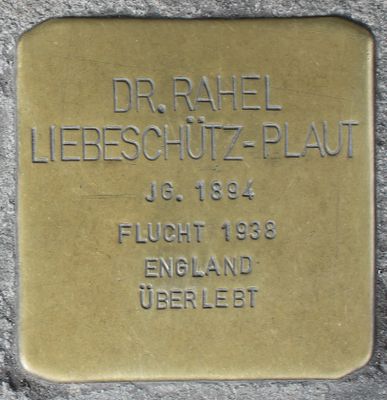 DR. RAHEL
LIEBESCHÜTZ-PLAUT
JG. 1894
FLUCHT 1938
ENGLAND
ÜBERLEBT